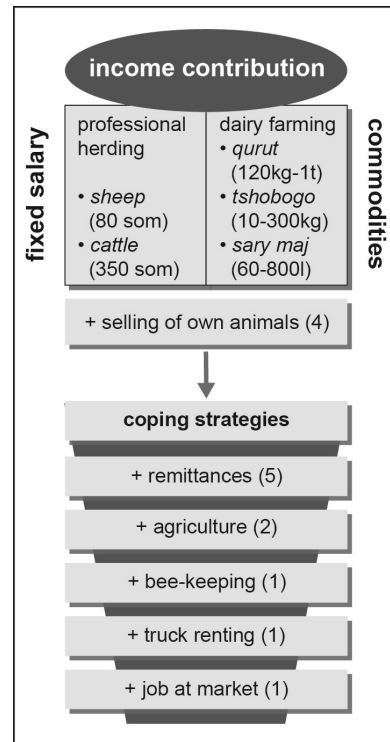 income contribution
fixed salary
professional
herding
• sheep
(80 som)
• cattle
(350 som)
dairy farming
• qurut
(120kg-1t)
• tshobogo
(10-300kg)
• sary maj
(60-800l)
commodities
+ selling of own animals (4)
coping strategies
+ remittances (5)
+ agriculture (2)
+ bee-keeping (1)
+ truck renting (1)
+ job at market (1)